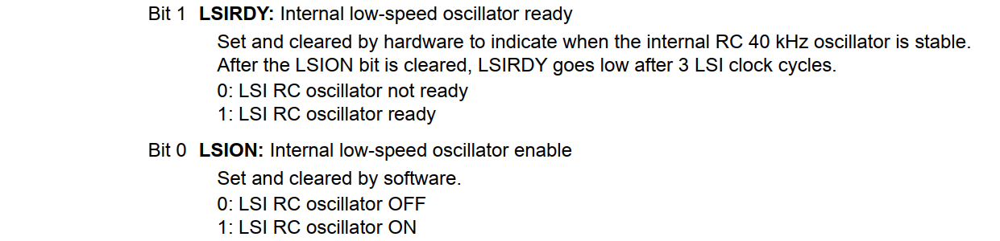 Bit 1 LSIRDY: Internal low-speed oscillator ready
Set and cleared by hardware to indicate when the internal RC 40 kHz oscillator is stable.
After the LSION bit is cleared, LSIRDY goes low after 3 LSI clock cycles.
0: LSI RC oscillator not ready
1: LSI RC oscillator ready
Bit 0 LSION: Internal low-speed oscillator enable
Set and cleared by software.
0: LSI RC oscillator OFF
1: LSI RC oscillator ON